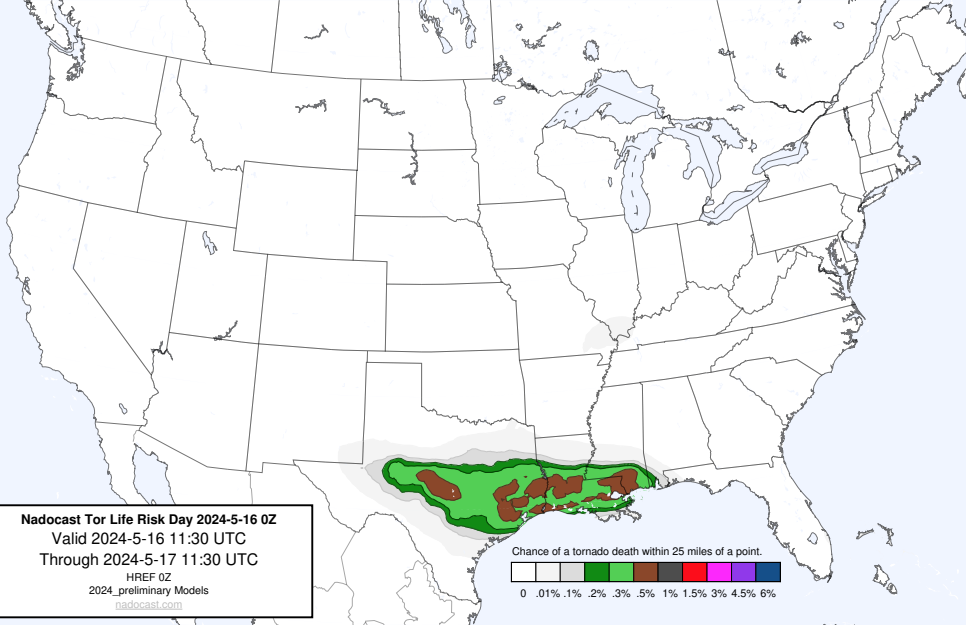 Nadocast Tor Life Risk Day 2024-5-16 0Z
Valid 2024-5-16 11:30 UTC
Through 2024-5-17 11:30 UTC
HREF 0Z
2024_preliminary Models
nadocast.com
Chance of a tornado death within 25 miles of a point.
0 .01% .1% .2% .3% .5% 1% 1.5% 3% 4.5% 6%